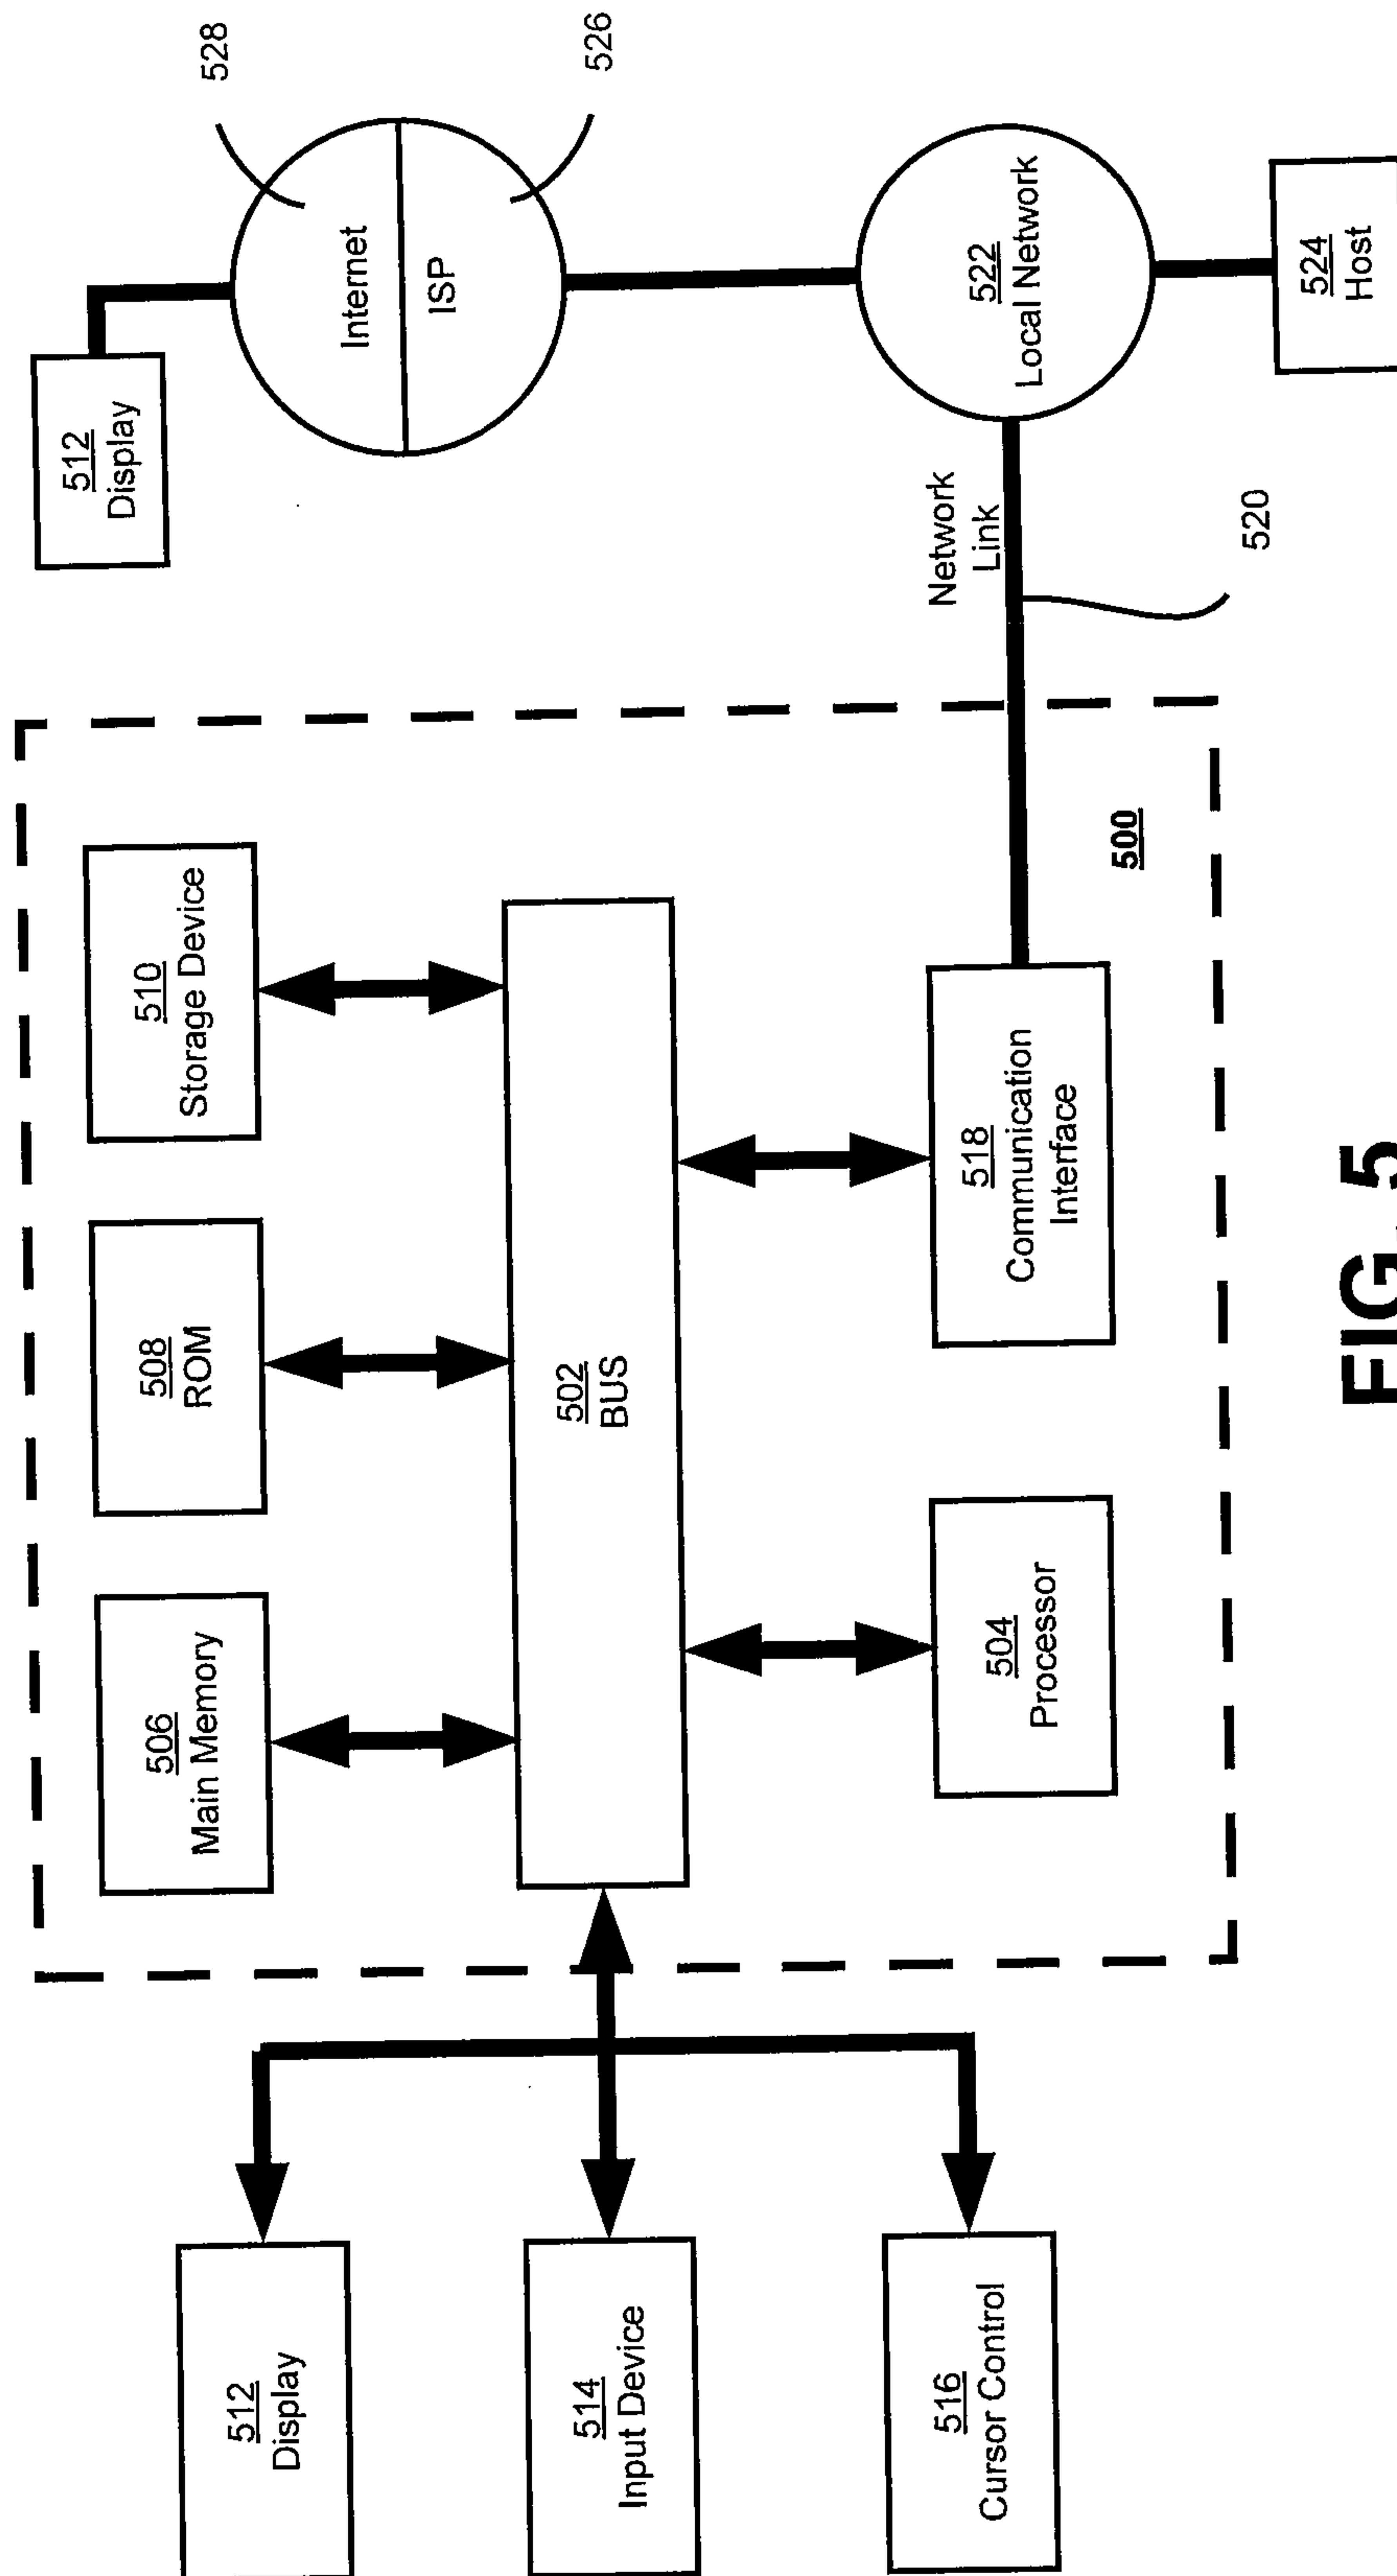 512
Display
506
Main Memory
508
ROM
510
Storage Device
512
Display
528
Internet
ISP
526
514
Input Device
502
BUS
516
Cursor Control
504
Processor
518
Communication
Interface
500
Network
Link
520
522
Local Network
524
Host
FIG. 5